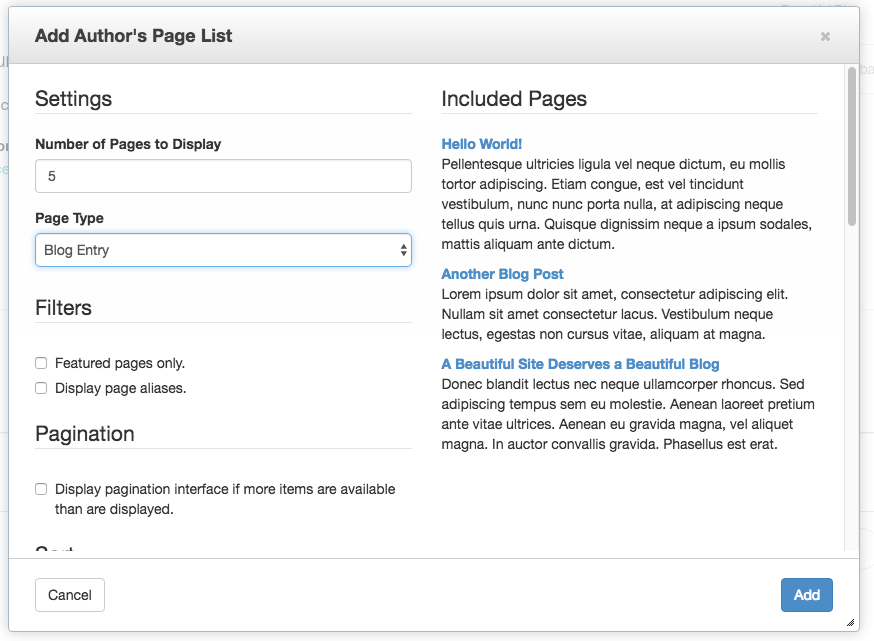 Add Author's Page List
×
Settings
Number of Pages to Display
5
Page Type
Blog Entry
Filters
Featured pages only.
Display page aliases.
Pagination
Display pagination interface if more items are available
than are displayed.
Sort
Included Pages
Hello World!
Pellentesque ultricies ligula vel neque dictum, eu mollis
tortor adipiscing. Etiam congue, est vel tincidunt
vestibulum, nunc nunc porta nulla, at adipiscing neque
tellus quis urna. Quisque dignissim neque a ipsum sodales,
mattis aliquam ante dictum.
Another Blog Post
Lorem ipsum dolor sit amet, consectetur adipiscing elit.
Nullam sit amet consectetur lacus. Vestibulum neque
lectus, egestas non cursus vitae, aliquam at magna.
A Beautiful Site Deserves a Beautiful Blog
Donec blandit lectus nec neque ullamcorper rhoncus. Sed
adipiscing tempus sem eu molestie. Aenean laoreet pretium
ante vitae ultrices. Aenean eu gravida magna, vel aliquet
magna. In auctor convallis gravida. Phasellus est erat.
Cancel
Add